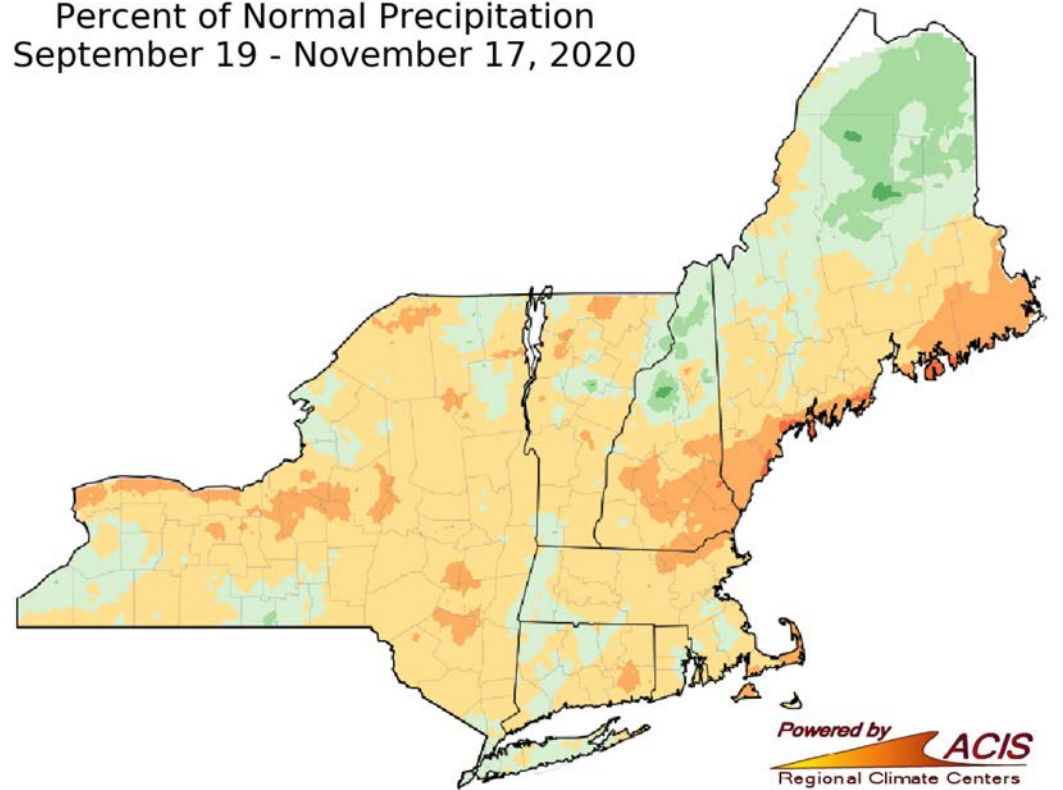 Percent of Normal Precipitation
September 19 - November 17, 2020
Powered by
ACIS
Regional Climate Centers